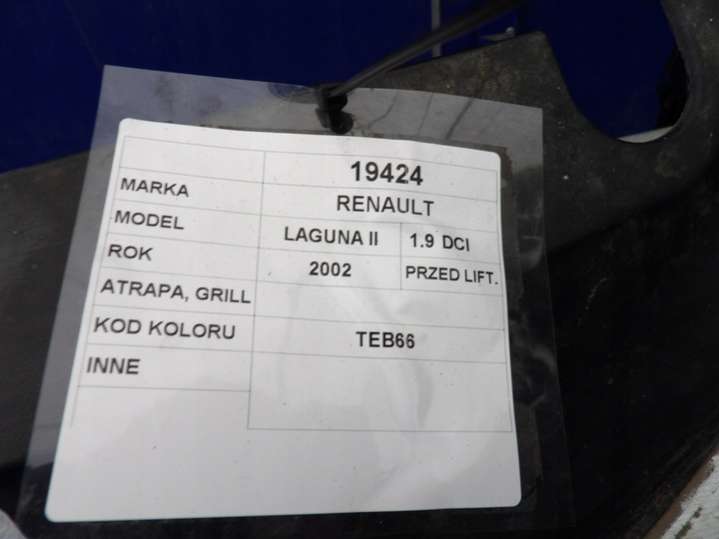 19424
MARKA RENAULT
MODEL LAGUNA II 1.9 DCI
ROK 2002 PRZED LIFT.
ATRAPA, GRILL
KOD KOLORU TEB66
INNE